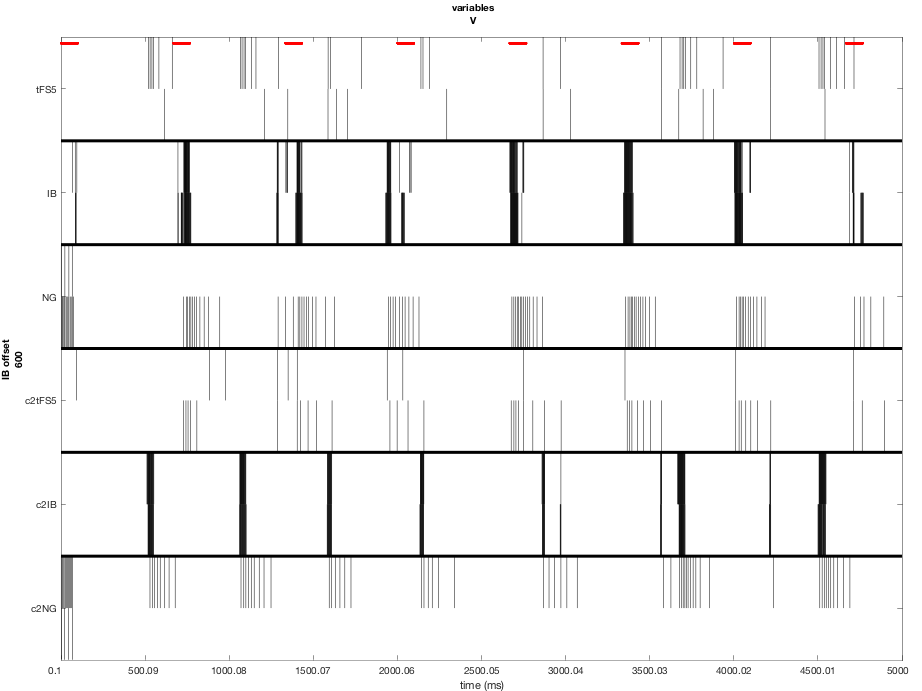 variables
V
tFS5
IB
NG
IB offset
600
c2tFS5
c2IB
c2NG
0.1 500.09 1000.08 1500.07 2000.06 2500.05 3000.04 3500.03 4000.02 4500.01 5000
time (ms)